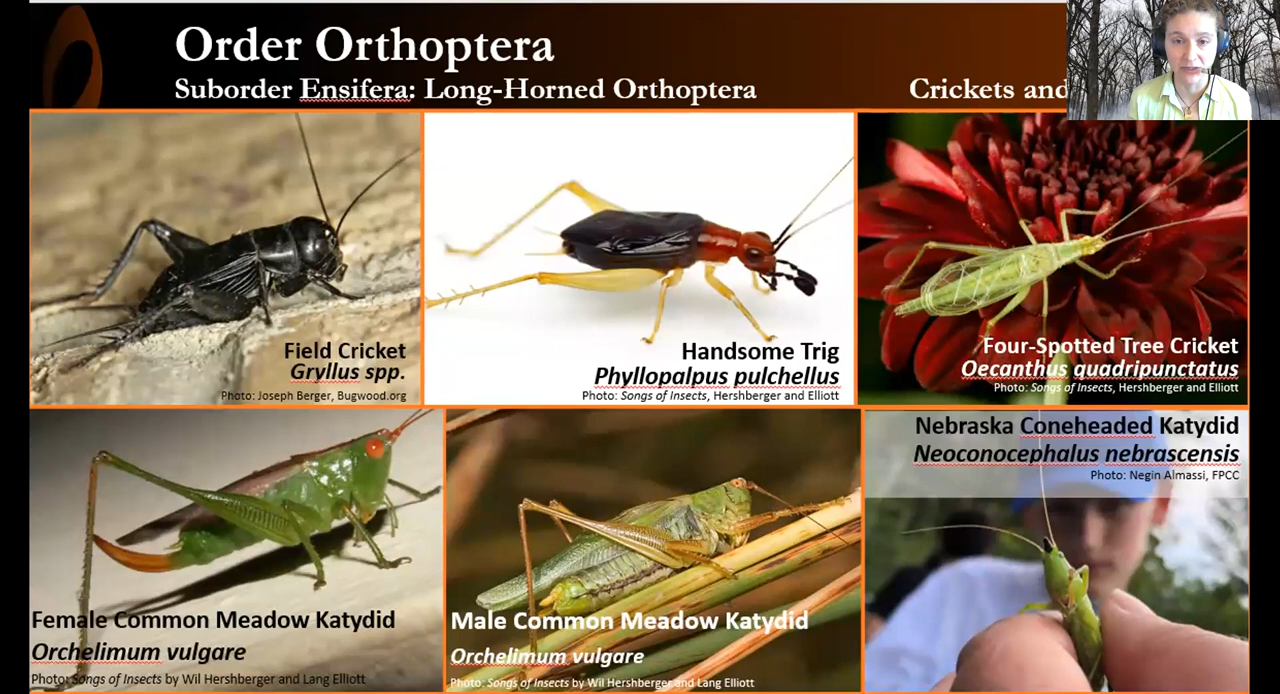 Order Orthoptera
Suborder Ensifera: Long-Horned Orthoptera
Crickets and
Field Cricket
Gryllus spp.
Photo: Joseph Berger, Bugwood.org
Handsome Trig
Phyllopalpus pulchellus
Photo: Songs of Insects, Hershberger and Elliott
Four-Spotted Tree Cricket
Oecanthus quadripunctatus
Photo: Songs of Insects, Hershberger and Elliott
Female Common Meadow Katydid
Orchelimum vulgare
Photo: Songs of Insects by Wil Hershberger and Lang Elliott
Male Common Meadow Katydid
Orchelimum vulgare
Photo: Songs of Insects by Wil Hershberger and Lang Elliott
Nebraska Coneheaded Katydid
Neoconocephalus nebrascensis
Photo: Negin Almassi, FPCC